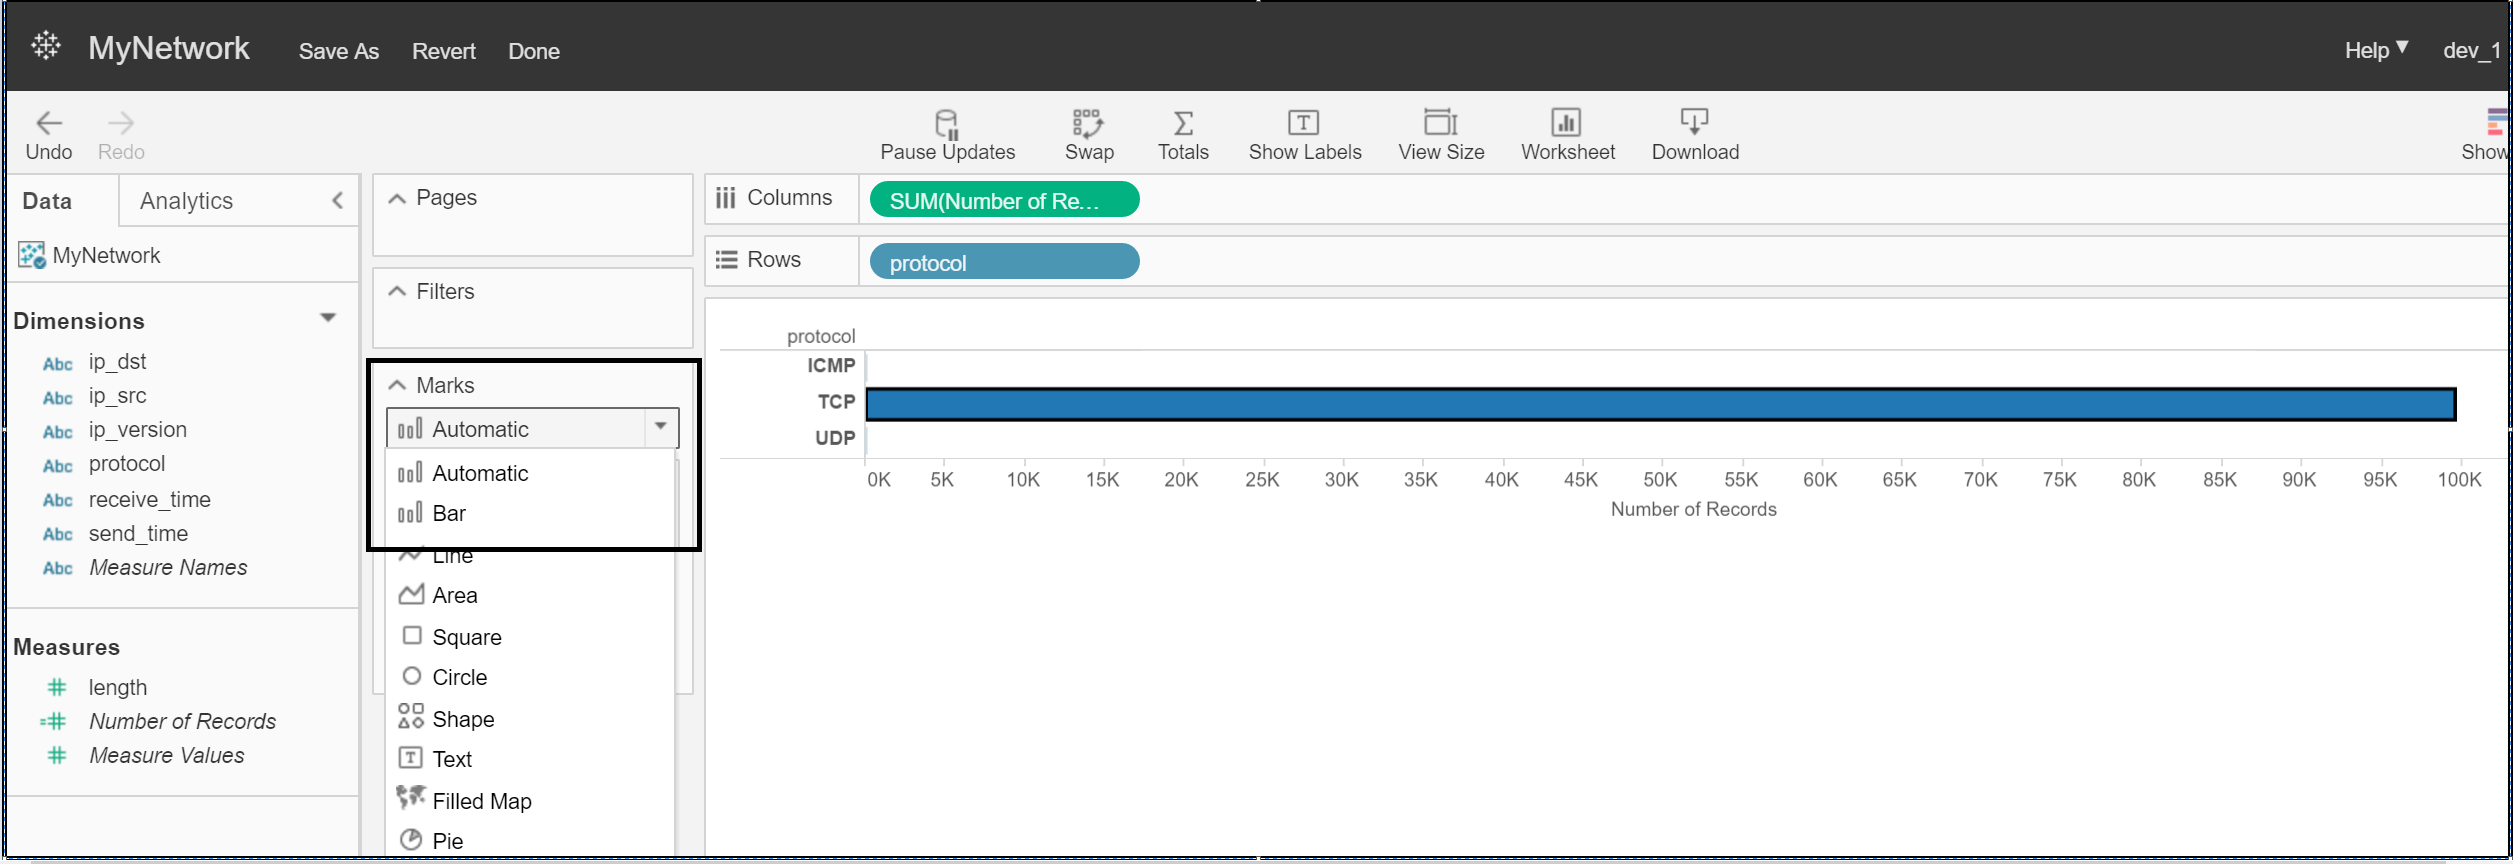 MyNetwork Save As Revert Done Help ▼ dev_1
Undo Redo Pause Updates Swap Totals Show Labels View Size Worksheet Download Show
Data Analytics
MyNetwork
Dimensions
Abc ip_dst
Abc ip_src
Abc ip_version
Abc protocol
Abc receive_time
Abc send_time
Abc Measure Names
Measures
length
Number of Records
Measure Values
Pages
Filters
Marks
Automatic
Automatic
Bar
Line
Area
Square
Circle
Shape
Text
Filled Map
Pie
Columns SUM(Number of Re...
Rows protocol
protocol
ICMP
TCP
UDP
0K 5K 10K 15K 20K 25K 30K 35K 40K 45K 50K 55K 60K 65K 70K 75K 80K 85K 90K 95K 100K
Number of Records